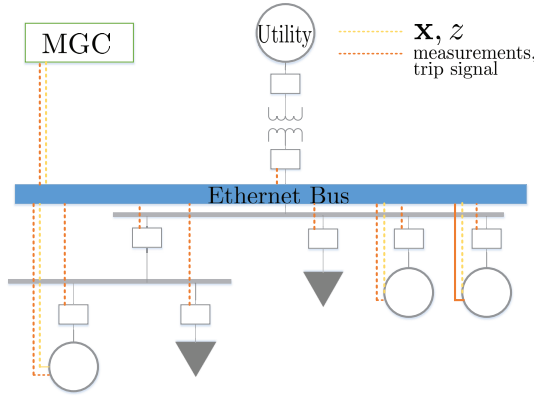 MGC
Utility
x, z
measurements,
trip signal
Ethernet Bus